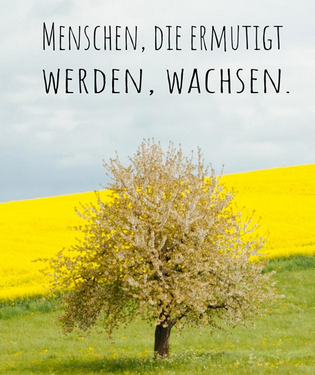 Menschen, die ermutigt
werden, wachsen.